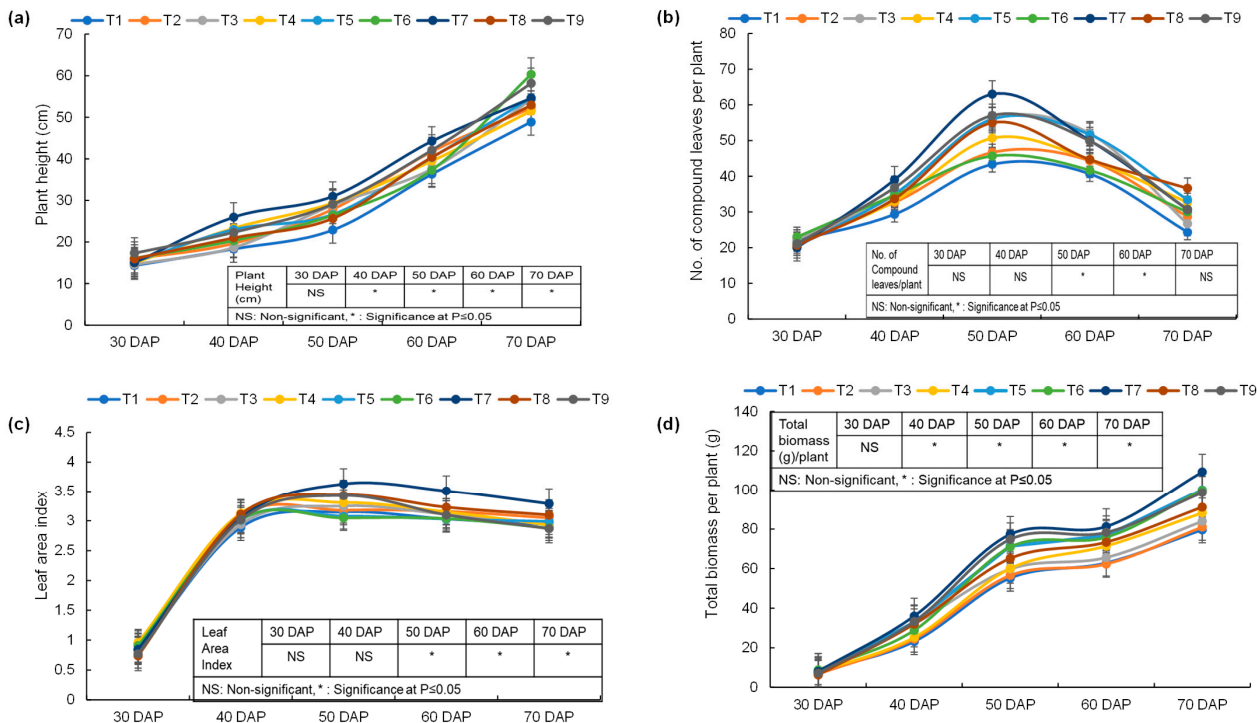 (a)
T1 T2 T3 T4 T5 T6 T7 T8 T9
Plant height (cm)
70
60
50
40
30
20
10
0
30 DAP 40 DAP 50 DAP 60 DAP 70 DAP
Plant Height (cm) 30 DAP 40 DAP 50 DAP 60 DAP 70 DAP
NS * * * *
NS: Non-significant, * : Significance at P≤0.05
(b)
T1 T2 T3 T4 T5 T6 T7 T8 T9
No. of compound leaves per plant
80
70
60
50
40
30
20
10
0
30 DAP 40 DAP 50 DAP 60 DAP 70 DAP
No. of Compound leaves/plant 30 DAP 40 DAP 50 DAP 60 DAP 70 DAP
NS NS * * NS
NS: Non-significant, * : Significance at P≤0.05
(c)
T1 T2 T3 T4 T5 T6 T7 T8 T9
Leaf area index
4.5
4
3.5
3
2.5
2
1.5
1
0.5
0
30 DAP 40 DAP 50 DAP 60 DAP 70 DAP
Leaf Area Index 30 DAP 40 DAP 50 DAP 60 DAP 70 DAP
NS NS * * *
NS: Non-significant, * : Significance at P≤0.05
(d)
T1 T2 T3 T4 T5 T6 T7 T8 T9
Total biomass per plant (g)
140
120
100
80
60
40
20
0
30 DAP 40 DAP 50 DAP 60 DAP 70 DAP
Total biomass (g)/plant 30 DAP 40 DAP 50 DAP 60 DAP 70 DAP
NS * * * *
NS: Non-significant, * : Significance at P≤0.05